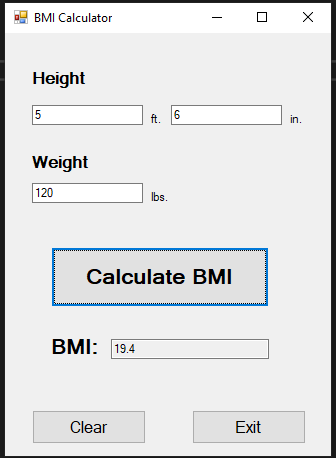 BMI Calculator
Height
5 ft. 6 in.
Weight
120 lbs.
Calculate BMI
BMI: 19.4
Clear Exit